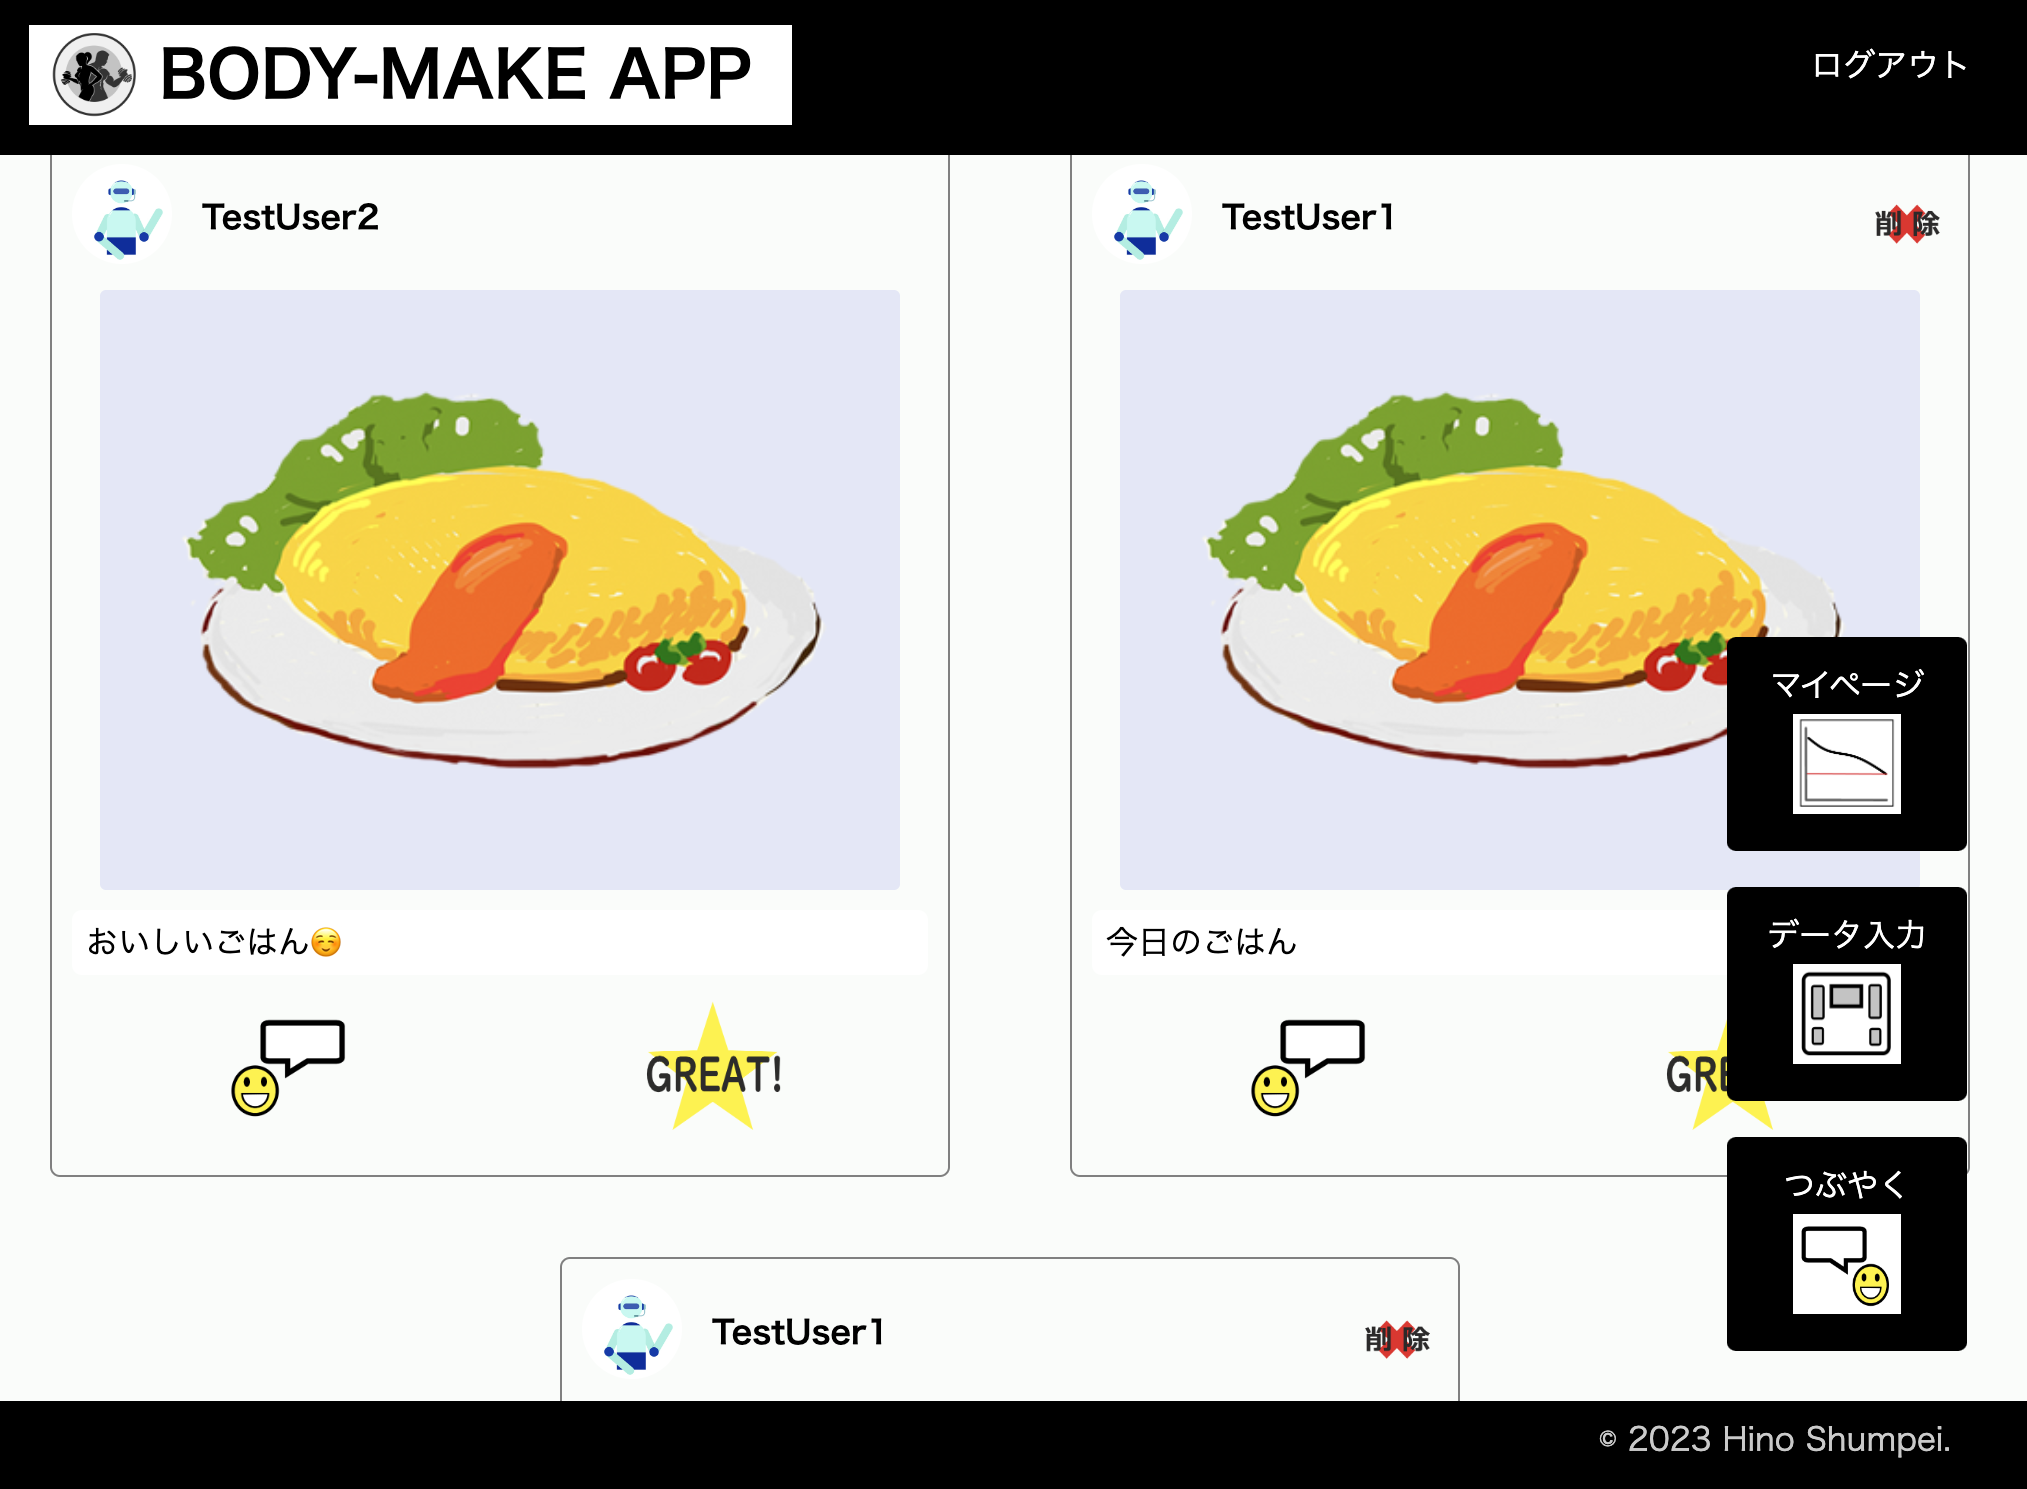 BODY-MAKE APP
ログアウト
TestUser2
おいしいごはん☺️
GREAT!
TestUser1
削除
今日のごはん
GRE
マイページ
データ入力
つぶやく
TestUser1
削除
© 2023 Hino Shumpei.